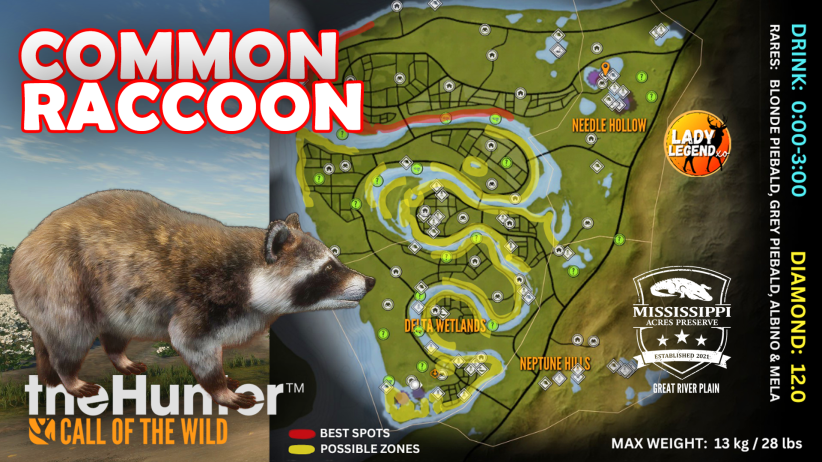 COMMON
RACCOON
NEEDLE HOLLOW
LADY
LEGEND
xo
DRINK: 0:00-3:00
DIAMOND: 12.0
RARES: BLONDE PIEBALD, GREY PIEBALD, ALBINO & MELA
MISSISSIPPI
ACRES PRESERVE
ESTABLISHED 2021
GREAT RIVER PLAIN
DELTA WETLANDS
NEPTUNE HILLS
theHunter™
CALL OF THE WILD
BEST SPOTS
POSSIBLE ZONES
MAX WEIGHT: 13 kg / 28 lbs